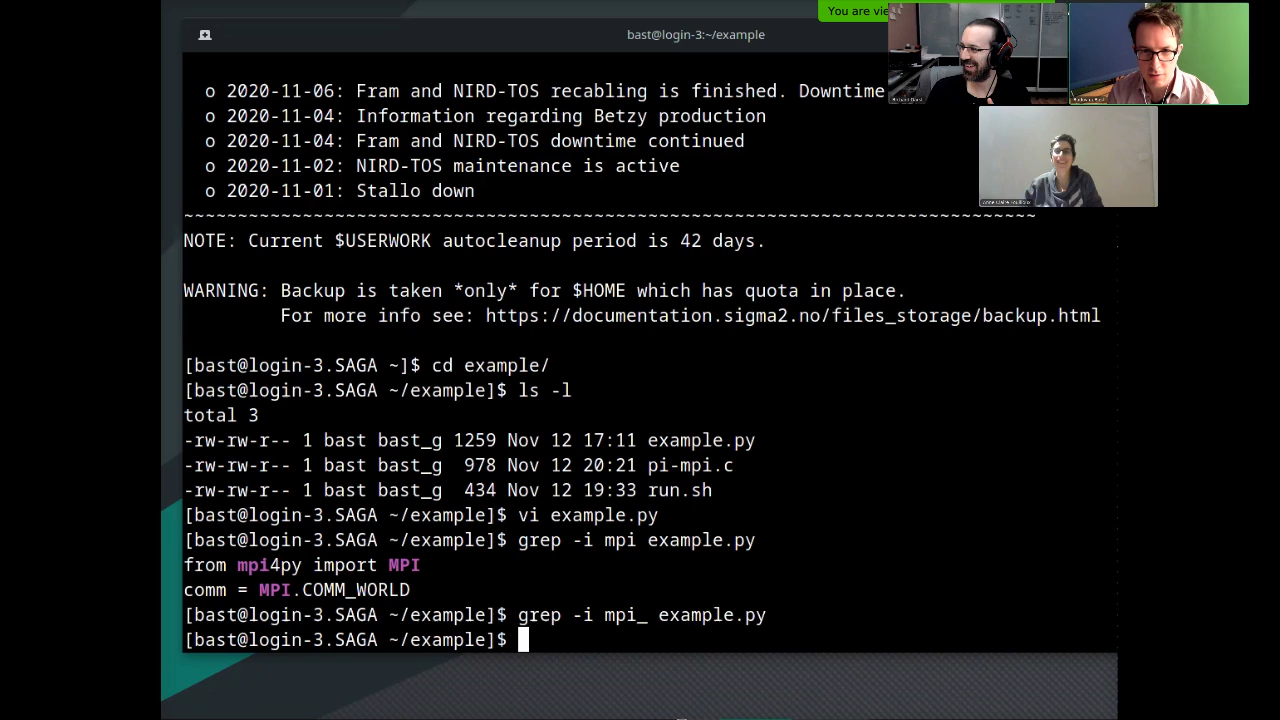 You are vie
bast@login-3:~/example
o 2020-11-06: Fram and NIRD-TOS recabling is finished. Downtime
o 2020-11-04: Information regarding Betzy production
o 2020-11-04: Fram and NIRD-TOS downtime continued
o 2020-11-02: NIRD-TOS maintenance is active
o 2020-11-01: Stallo down
~~~~~~~~~~~~~~~~~~~~~~~~~~~~~~~~~~~~~~~~~~~~~~~~~~~~~~~~~~~~~~~~~~~~~~~~~~~~~~~
NOTE: Current $USERWORK autocleanup period is 42 days.
WARNING: Backup is taken *only* for $HOME which has quota in place.
For more info see: https://documentation.sigma2.no/files_storage/backup.html
[bast@login-3.SAGA ~]$ cd example/
[bast@login-3.SAGA ~/example]$ ls -l
total 3
-rw-rw-r-- 1 bast bast_g 1259 Nov 12 17:11 example.py
-rw-rw-r-- 1 bast bast_g  978 Nov 12 20:21 pi-mpi.c
-rw-rw-r-- 1 bast bast_g  434 Nov 12 19:33 run.sh
[bast@login-3.SAGA ~/example]$ vi example.py
[bast@login-3.SAGA ~/example]$ grep -i mpi example.py
from mpi4py import MPI
comm = MPI.COMM_WORLD
[bast@login-3.SAGA ~/example]$ grep -i mpi_ example.py
[bast@login-3.SAGA ~/example]$